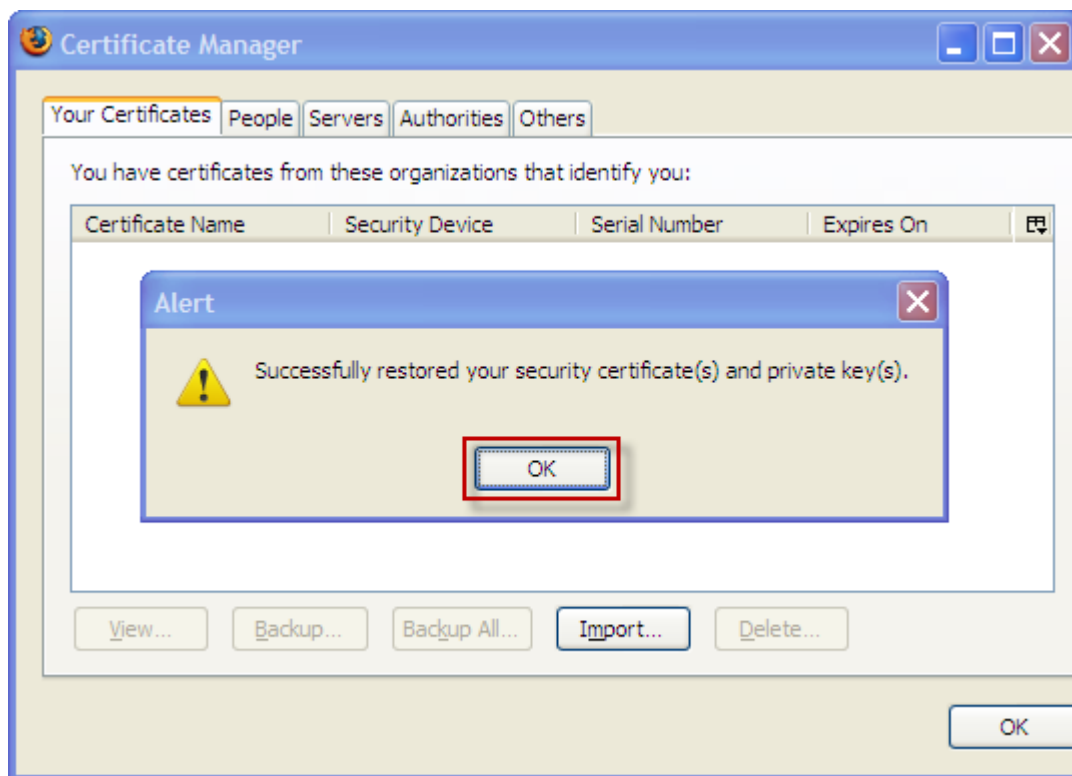 Certificate Manager
Your Certificates People Servers Authorities Others
You have certificates from these organizations that identify you:
Certificate Name Security Device Serial Number Expires On
Alert
Successfully restored your security certificate(s) and private key(s).
OK
View... Backup... Backup All... Import... Delete...
OK